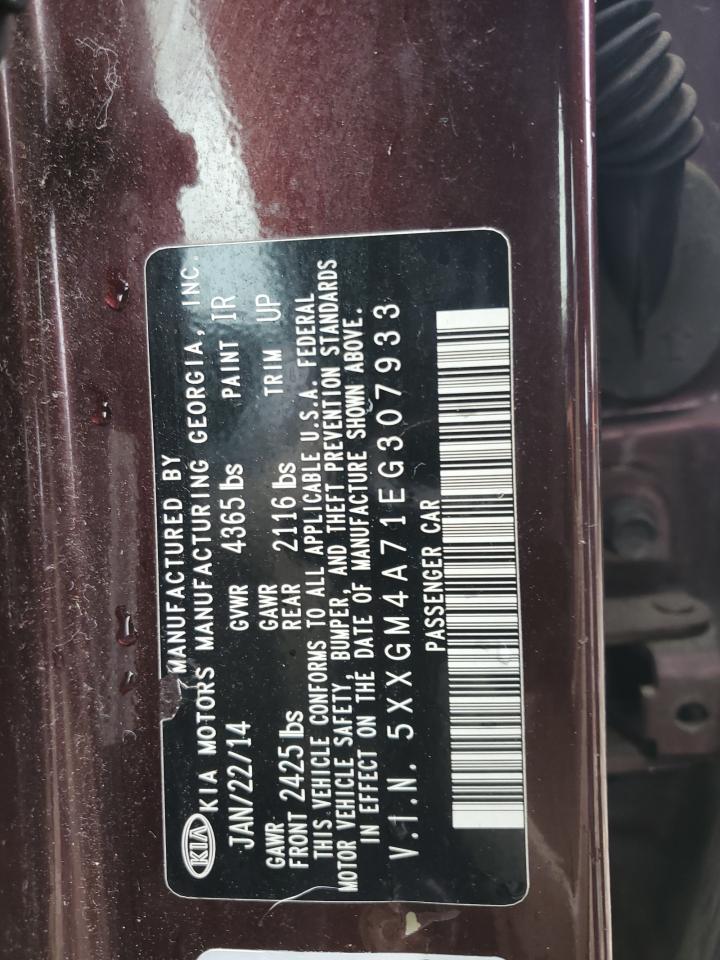 KIA
MANUFACTURED BY
KIA MOTORS MANUFACTURING GEORGIA, INC.
JAN/22/14 GVWR 4365 lbs PAINT IR
GAWR GAWR
FRONT 2425 lbs REAR 2116 lbs TRIM UP
THIS VEHICLE CONFORMS TO ALL APPLICABLE U.S.A. FEDERAL
MOTOR VEHICLE SAFETY, BUMPER, AND THEFT PREVENTION STANDARDS
IN EFFECT ON THE DATE OF MANUFACTURE SHOWN ABOVE.
V.I.N. 5XXGM4A71EG307933
PASSENGER CAR